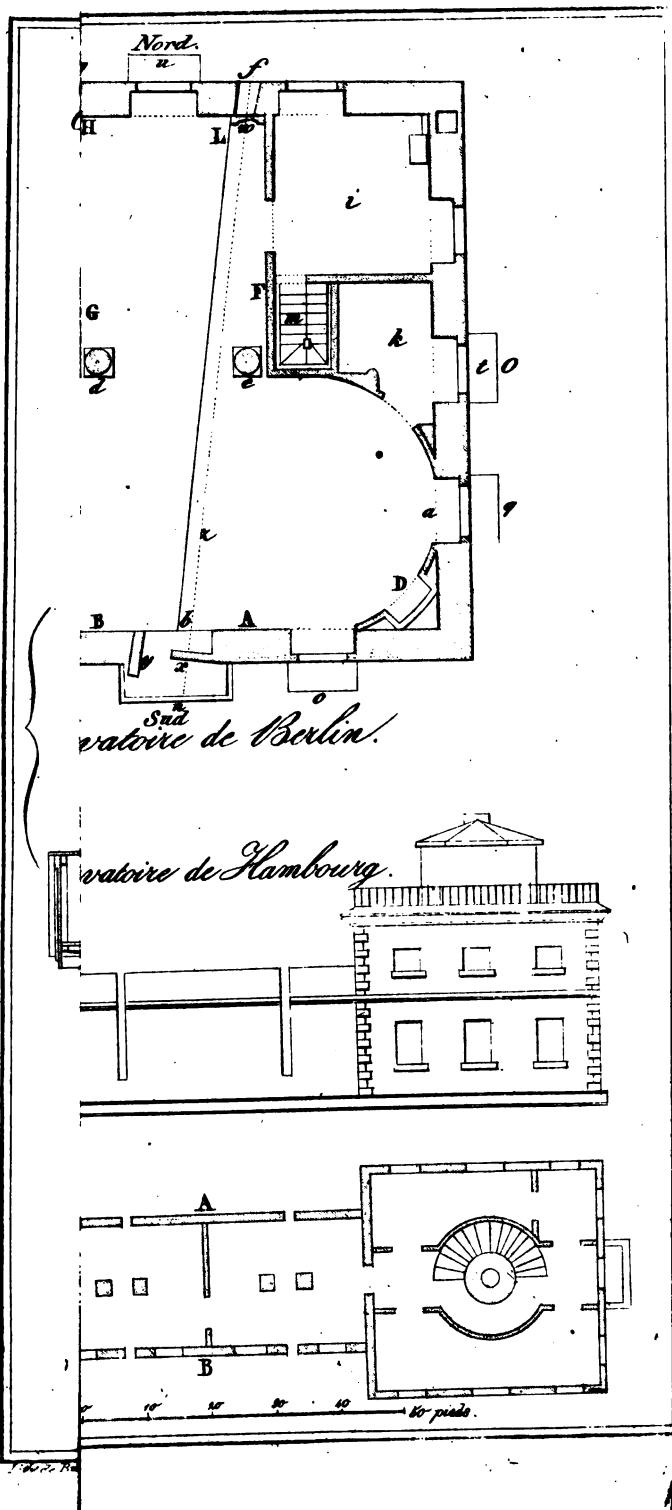 Nord.
u
f
H
L
w
i
F
G
m
k
d
e
t O
a
q
z
D
B
b
A
y
x
n
o
Sud
vatoire de Berlin.
vatoire de Hambourg.
A
B
10 20 30 40 50 pieds.